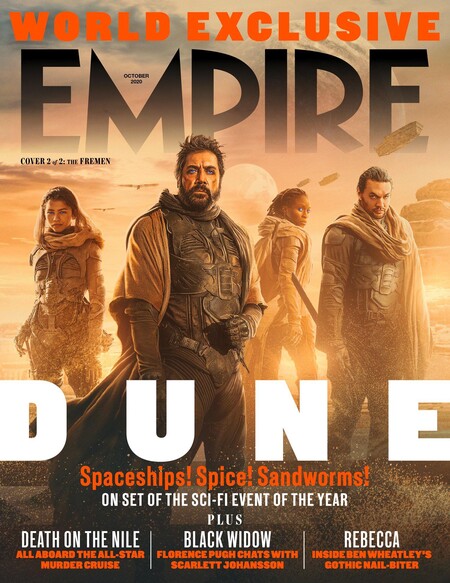 WORLD EXCLUSIVE
EMPIRE
OCTOBER
2020
COVER 2 of 2: THE FREMEN
DUNE
Spaceships! Spice! Sandworms!
ON SET OF THE SCI-FI EVENT OF THE YEAR
PLUS
DEATH ON THE NILE
ALL ABOARD THE ALL-STAR
MURDER CRUISE
BLACK WIDOW
FLORENCE PUGH CHATS WITH
SCARLETT JOHANSSON
REBECCA
INSIDE BEN WHEATLEY'S
GOTHIC NAIL-BITER